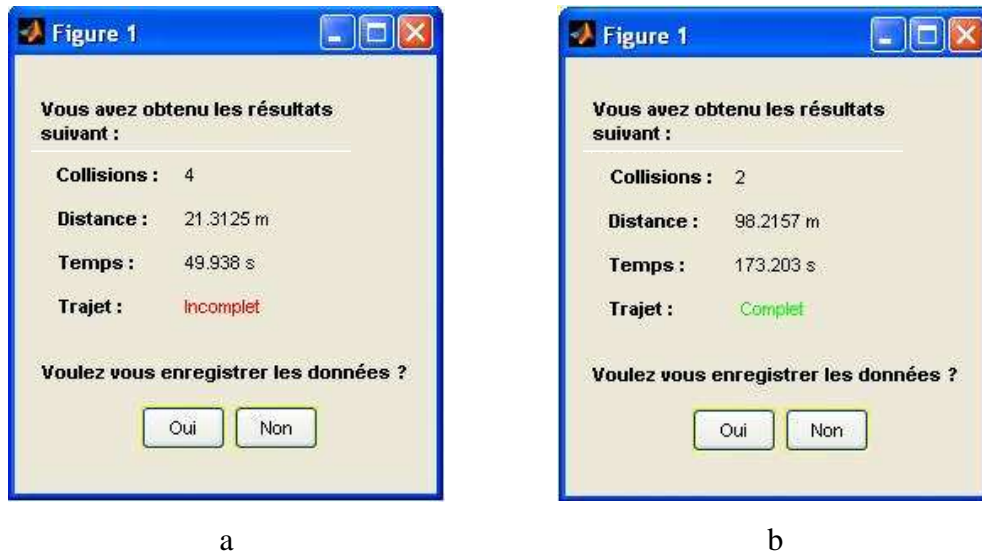 Figure 1
Vous avez obtenu les résultats
suivant :
Collisions : 4
Distance : 21.3125 m
Temps : 49.938 s
Trajet : Incomplet
Voulez vous enregistrer les données ?
Oui Non
a
Figure 1
Vous avez obtenu les résultats
suivant :
Collisions : 2
Distance : 98.2157 m
Temps : 173.203 s
Trajet : Complet
Voulez vous enregistrer les données ?
Oui Non
b